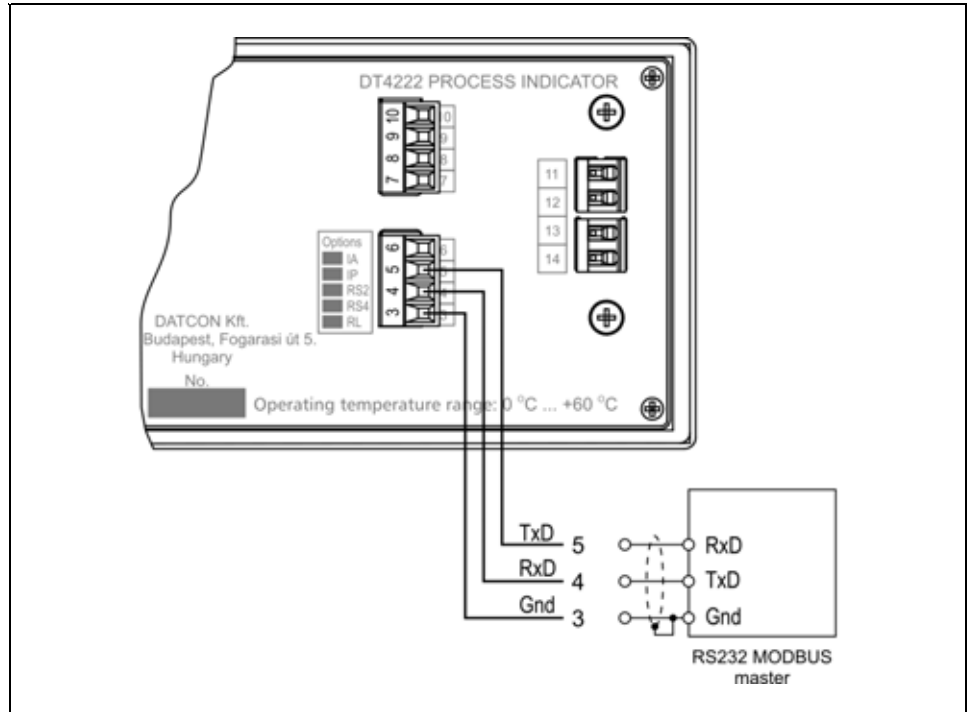 DT4222 PROCESS INDICATOR
10
9
8
7
10
9
8
7
11
12
13
14
Options
IA
IP
RS2
RS4
RL
6
5
4
3
6
DATCON Kft.
Budapest, Fogarasi út 5.
Hungary
No.
Operating temperature range: 0 °C ... +60 °C
TxD 5
RxD 4
Gnd 3
RxD
TxD
Gnd
RS232 MODBUS
master